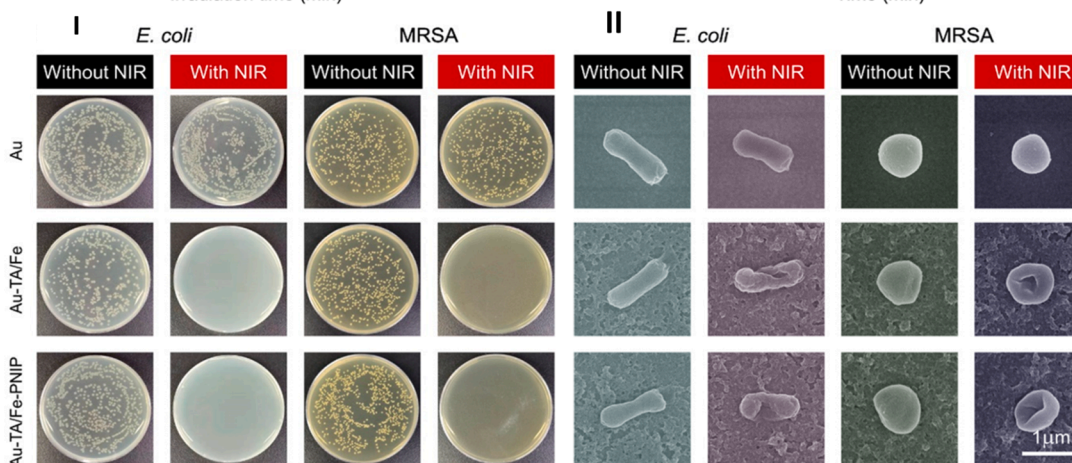 I
II
E. coli
MRSA
E. coli
MRSA
Without NIR
With NIR
Without NIR
With NIR
Without NIR
With NIR
Without NIR
With NIR
Au
Au-TA/Fe
Au-TA/Fe-PNIP
1μm